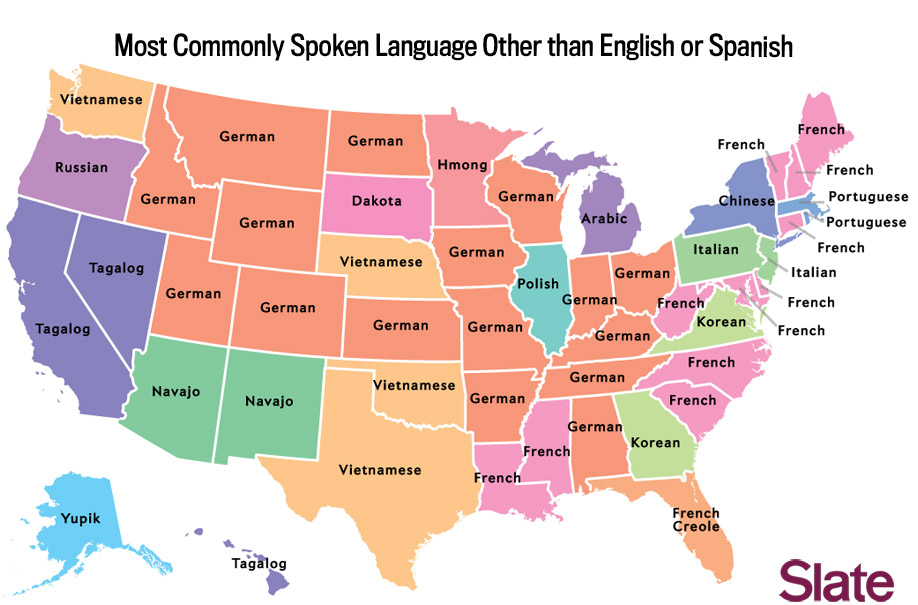 Most Commonly Spoken Language Other than English or Spanish
Vietnamese
German
German
Hmong
French
French
Russian
German
Dakota
German
Arabic
Chinese
French
Portuguese
German
Portuguese
Tagalog
Vietnamese
German
Italian
French
Italian
German
German
Polish
German
German
French
French
Tagalog
German
German
German
Korean
French
Navajo
Navajo
Vietnamese
German
German
French
French
Vietnamese
French
French
German
Korean
Yupik
Tagalog
French
Creole
Slate